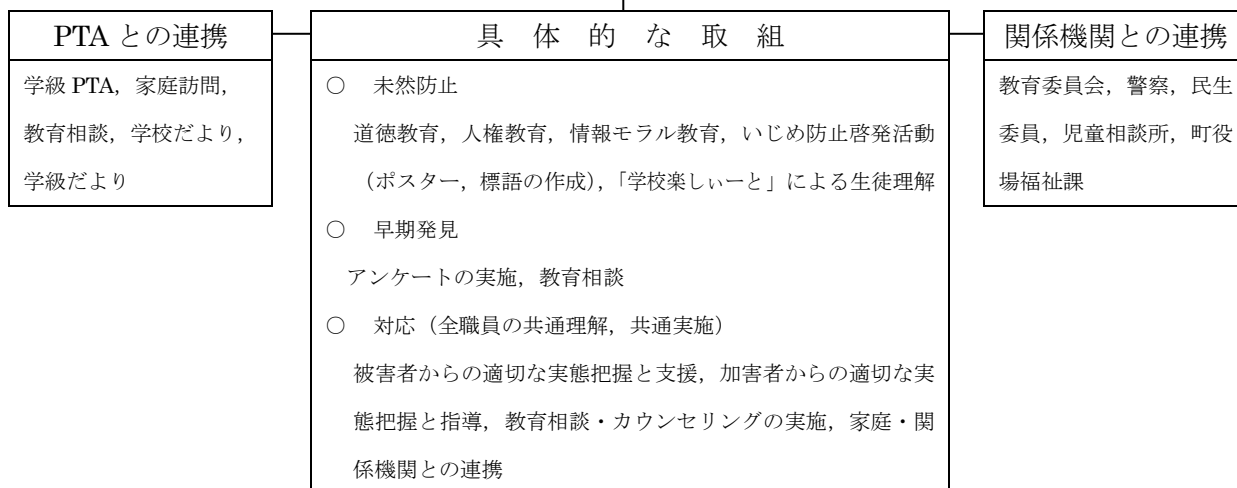 PTA との連携
学級 PTA，家庭訪問，
教育相談，学校だより，
学級だより
具 体 的 な 取 組
○ 未然防止
道徳教育，人権教育，情報モラル教育，いじめ防止啓発活動
（ポスター，標語の作成），「学校楽しぃーと」による生徒理解
○ 早期発見
アンケートの実施，教育相談
○ 対応（全職員の共通理解，共通実施）
被害者からの適切な実態把握と支援，加害者からの適切な実
態把握と指導，教育相談・カウンセリングの実施，家庭・関
係機関との連携
関係機関との連携
教育委員会，警察，民生
委員，児童相談所，町役
場福祉課